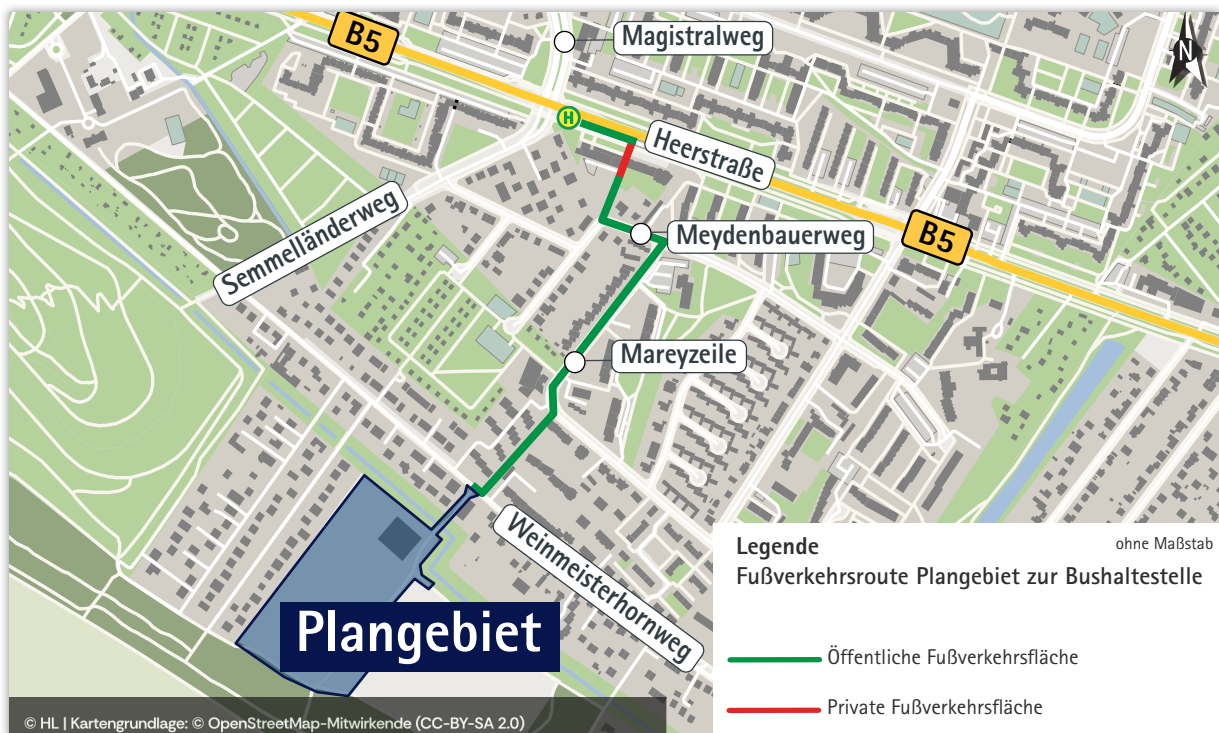 B5
Magistralweg
N
H
Heerstraße
Semmelländerweg
Meydenbauerweg
B5
Mareyzeile
Weinmeisterhornweg
Plangebiet
Legende
ohne Maßstab
Fußverkehrsroute Plangebiet zur Bushaltestelle
Öffentliche Fußverkehrsfläche
Private Fußverkehrsfläche
© HL | Kartengrundlage: © OpenStreetMap-Mitwirkende (CC-BY-SA 2.0)